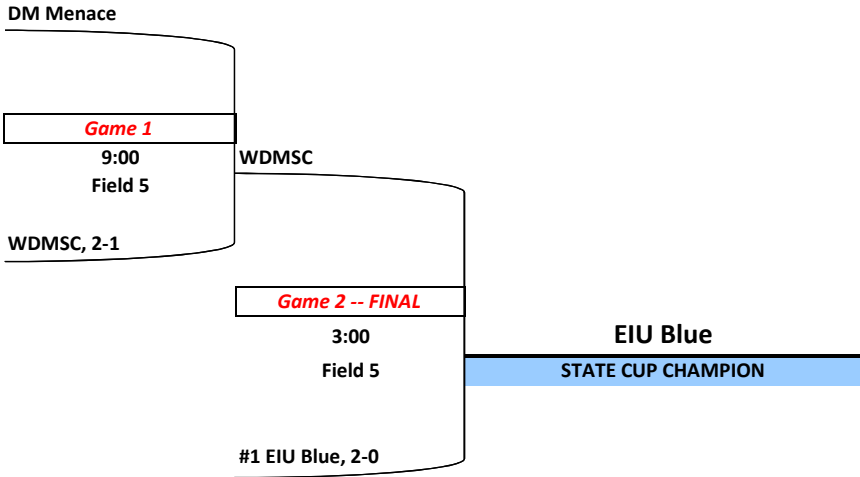 DM Menace
Game 1
9:00
Field 5
WDMSC
WDMSC, 2-1
Game 2 -- FINAL
3:00
Field 5
EIU Blue
STATE CUP CHAMPION
#1 EIU Blue, 2-0